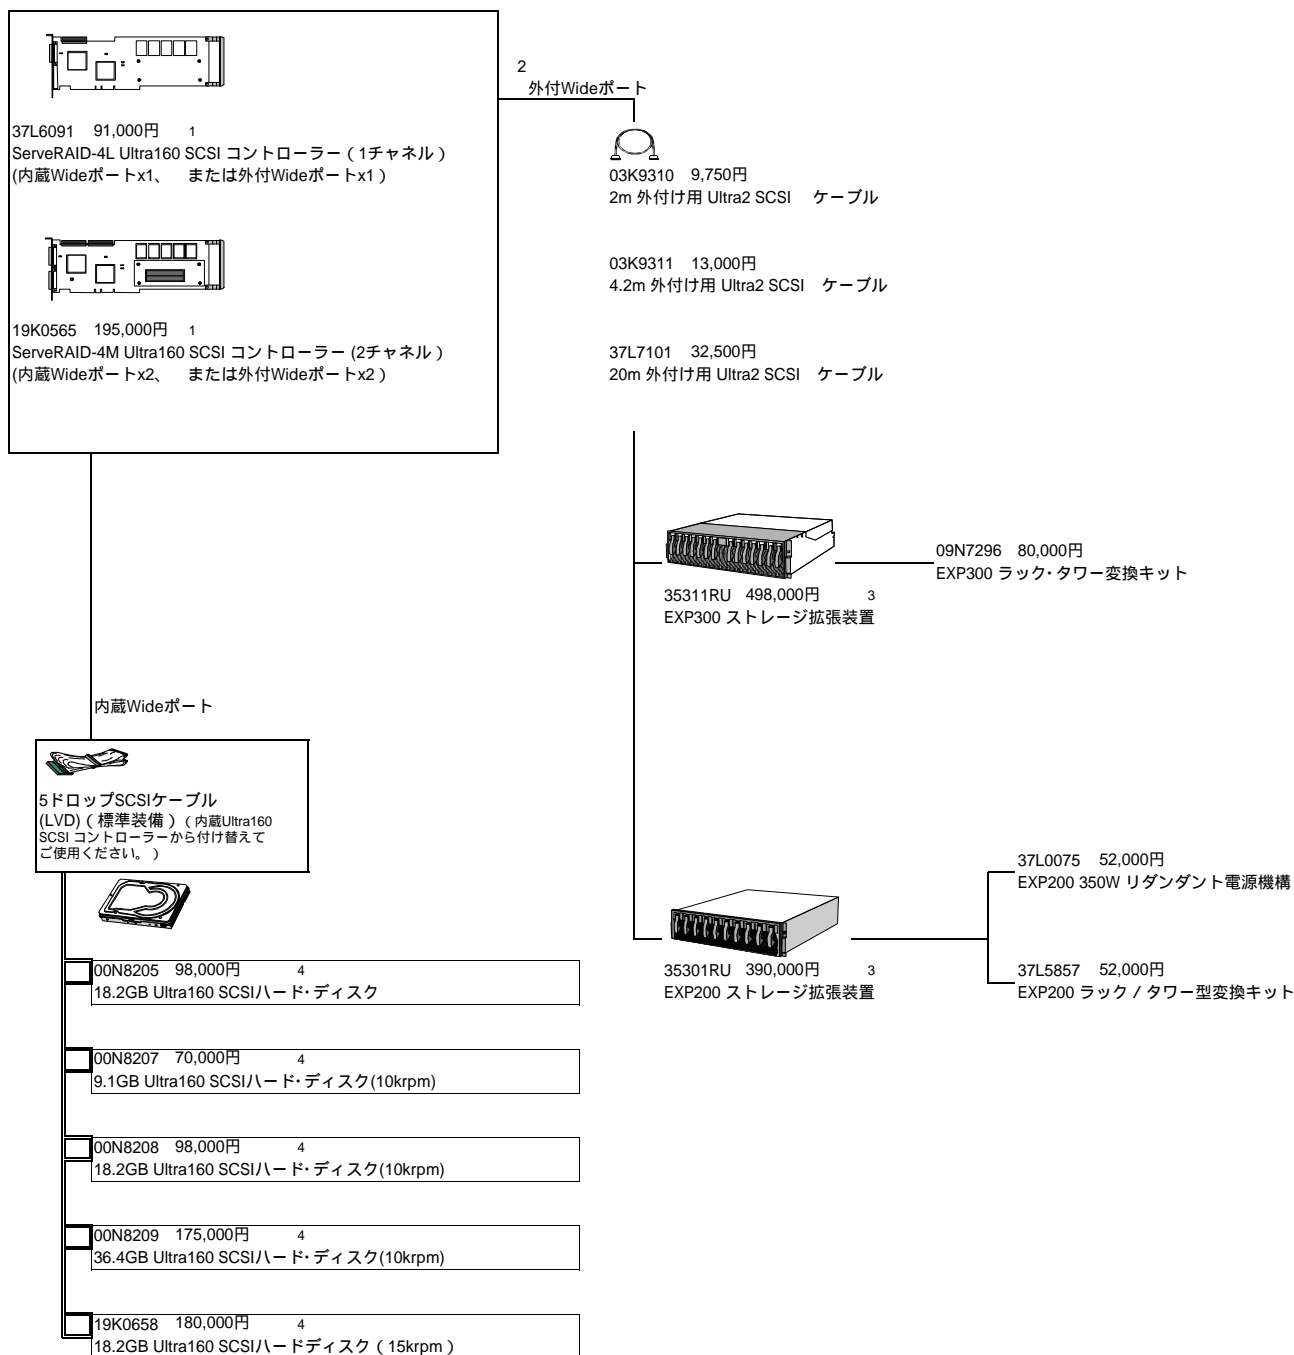 37L6091 91,000円 1
ServeRAID-4L Ultra160 SCSI コントローラー（1チャネル）
(内蔵Wideポートx1、 または外付Wideポートx1）
19K0565 195,000円 1
ServeRAID-4M Ultra160 SCSI コントローラー (2チャネル）
(内蔵Wideポートx2、 または外付Wideポートx2）
2
外付Wideポート
03K9310 9,750円
2m 外付け用 Ultra2 SCSI ケーブル
03K9311 13,000円
4.2m 外付け用 Ultra2 SCSI ケーブル
37L7101 32,500円
20m 外付け用 Ultra2 SCSI ケーブル
35311RU 498,000円 3
EXP300 ストレージ拡張装置
09N7296 80,000円
EXP300 ラック・タワー変換キット
内蔵Wideポート
5ドロップSCSIケーブル
(LVD)（標準装備）（内蔵Ultra160
SCSI コントローラーから付け替えて
ご使用ください。）
35301RU 390,000円 3
EXP200 ストレージ拡張装置
37L0075 52,000円
EXP200 350W リダンダント電源機構
37L5857 52,000円
EXP200 ラック / タワー型変換キット
00N8205 98,000円 4
18.2GB Ultra160 SCSIハード・ディスク
00N8207 70,000円 4
9.1GB Ultra160 SCSIハード・ディスク(10krpm)
00N8208 98,000円 4
18.2GB Ultra160 SCSIハード・ディスク(10krpm)
00N8209 175,000円 4
36.4GB Ultra160 SCSIハード・ディスク(10krpm)
19K0658 180,000円 4
18.2GB Ultra160 SCSIハードディスク（15krpm）